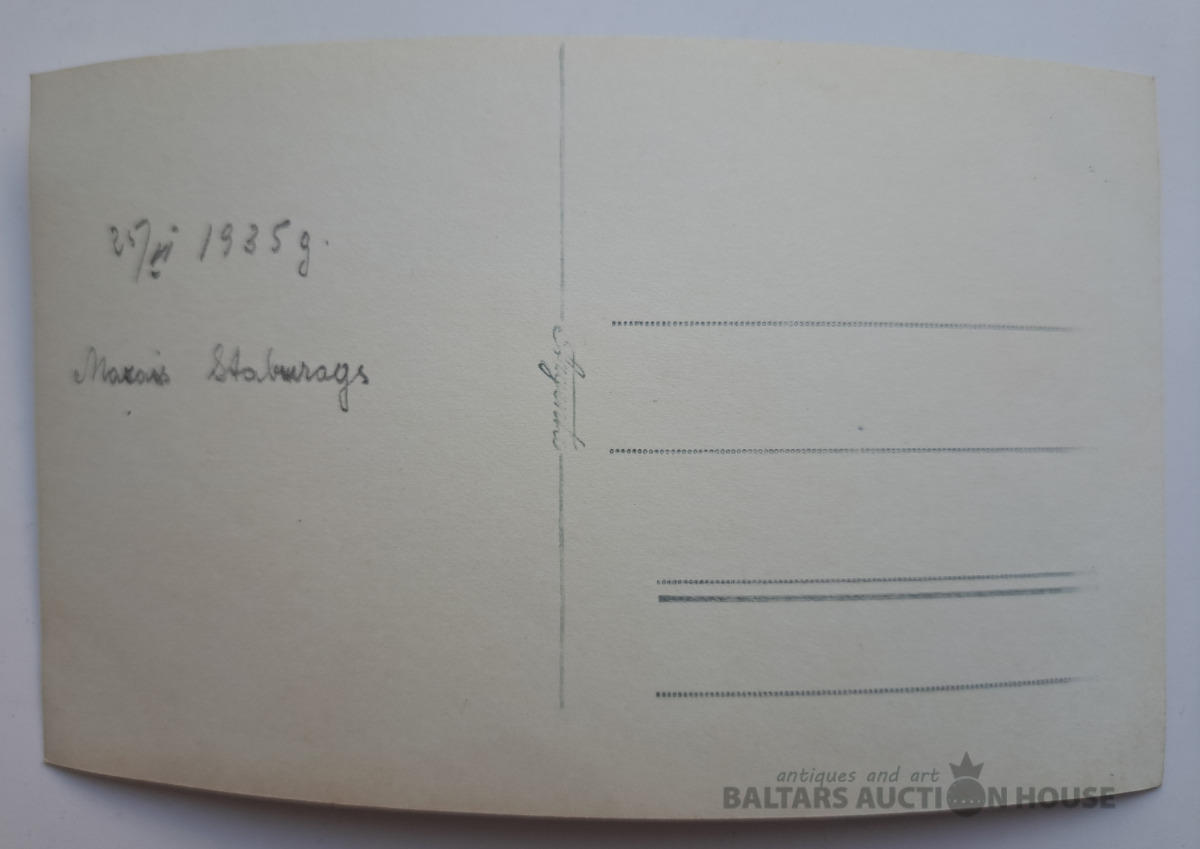 25/VI 1935 g.
Mazais Staburags
antiques and art
BALTARS AUCTION HOUSE